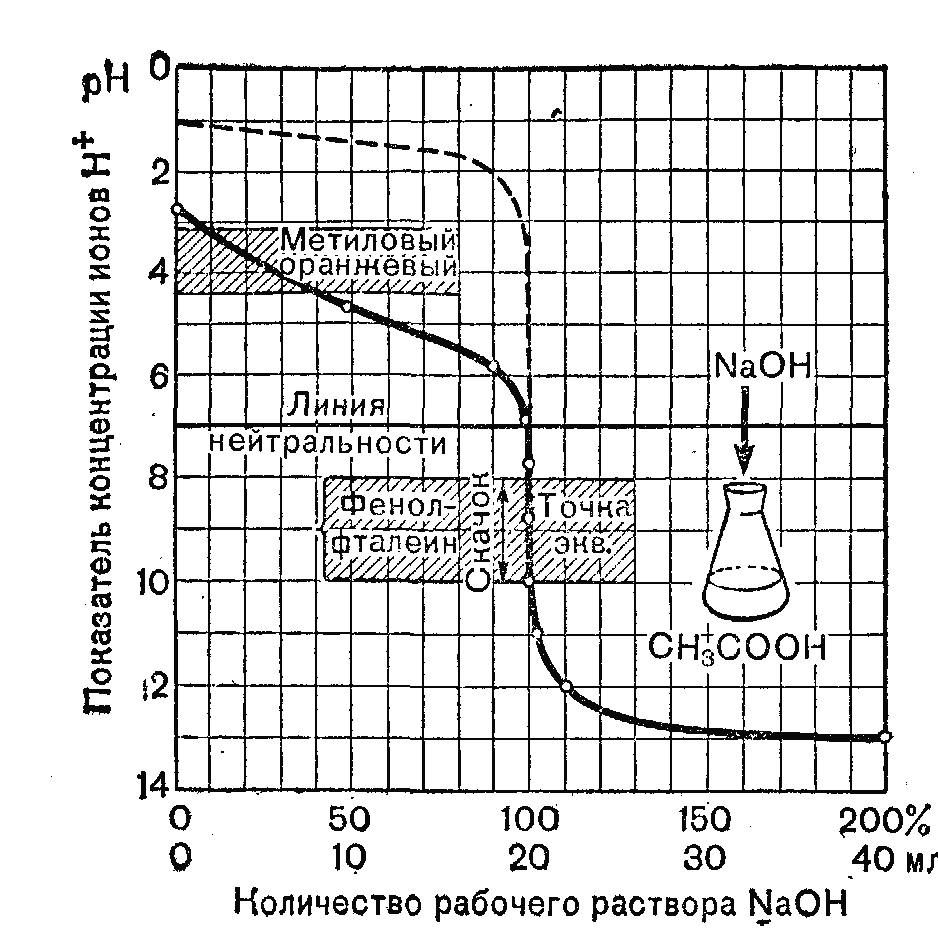 pH
Показатель концентрации ионов H⁺
0
2
4
6
8
10
12
14
Метиловый
оранжевый
Линия
нейтральности
Фенол-
фталеин
Скачок
Точка
экв.
NaOH
CH₃COOH
0 50 100 150 200%
0 10 20 30 40 мл
Количество рабочего раствора NaOH